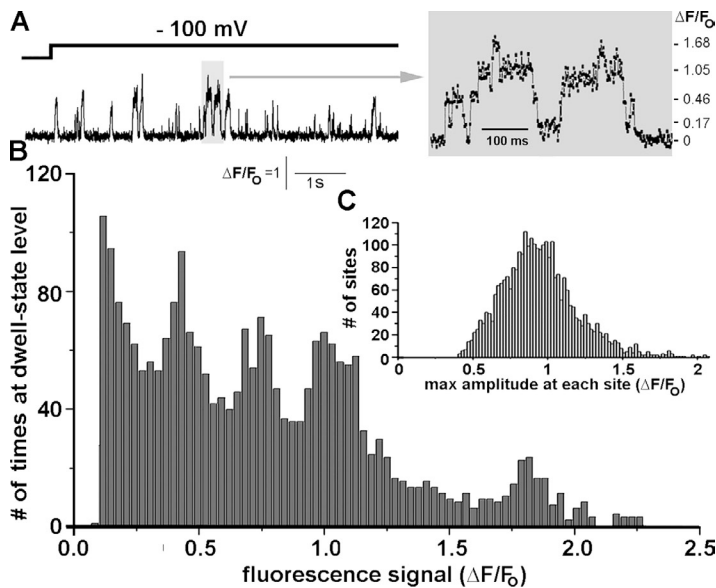 A
- 100 mV
ΔF/FO
- 1.68
- 1.05
- 0.46
- 0.17
- 0
100 ms
B
ΔF/FO =1
1s
C
# of times at dwell-state level
120
80
40
0
0.0
0.5
1.0
1.5
2.0
2.5
fluorescence signal (ΔF/FO)
# of sites
120
100
80
60
40
20
0
0
0.5
1
1.5
2
max amplitude at each site (ΔF/FO)